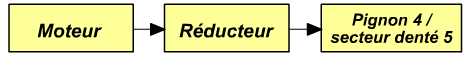 Moteur
Réducteur
Pignon 4 /
secteur denté 5